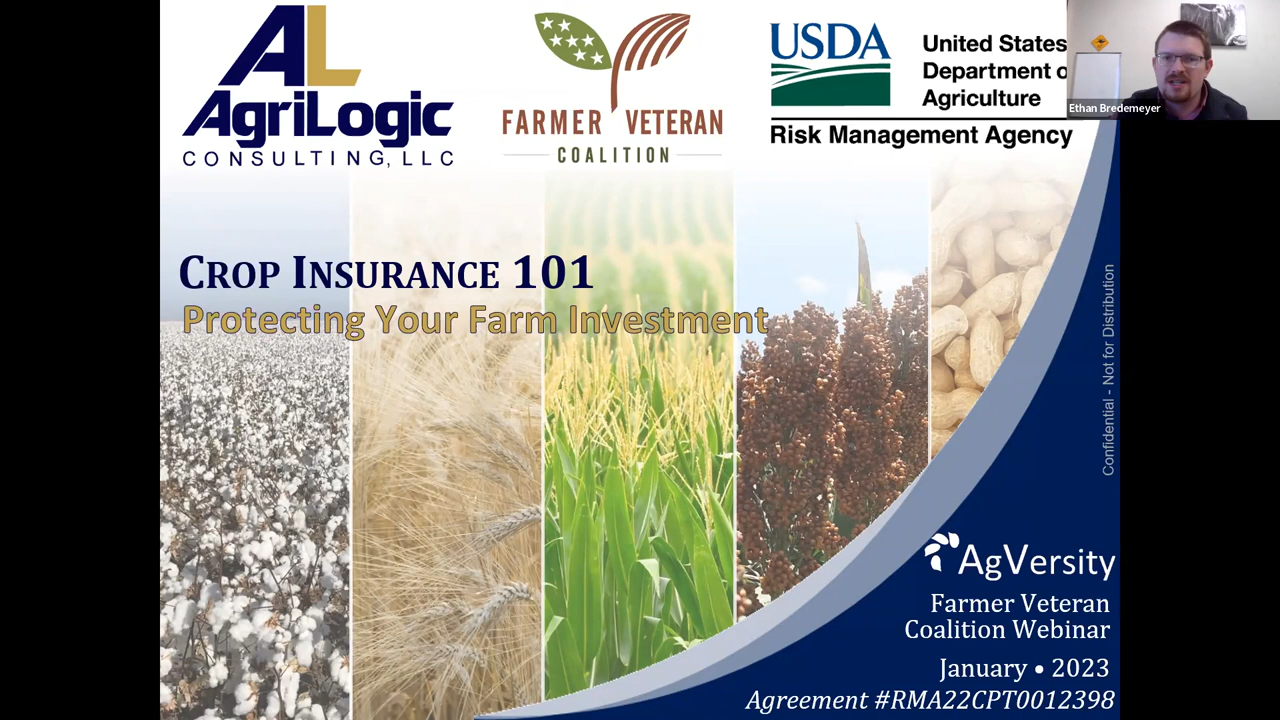 AL
AgriLogic
CONSULTING, LLC
FARMER VETERAN
COALITION
USDA
United States
Department o
Agriculture
Risk Management Agency
Ethan Bredemeyer
CROP INSURANCE 101
Protecting Your Farm Investment
Confidential - Not for Distribution
AgVersity
Farmer Veteran
Coalition Webinar
January • 2023
Agreement #RMA22CPT0012398